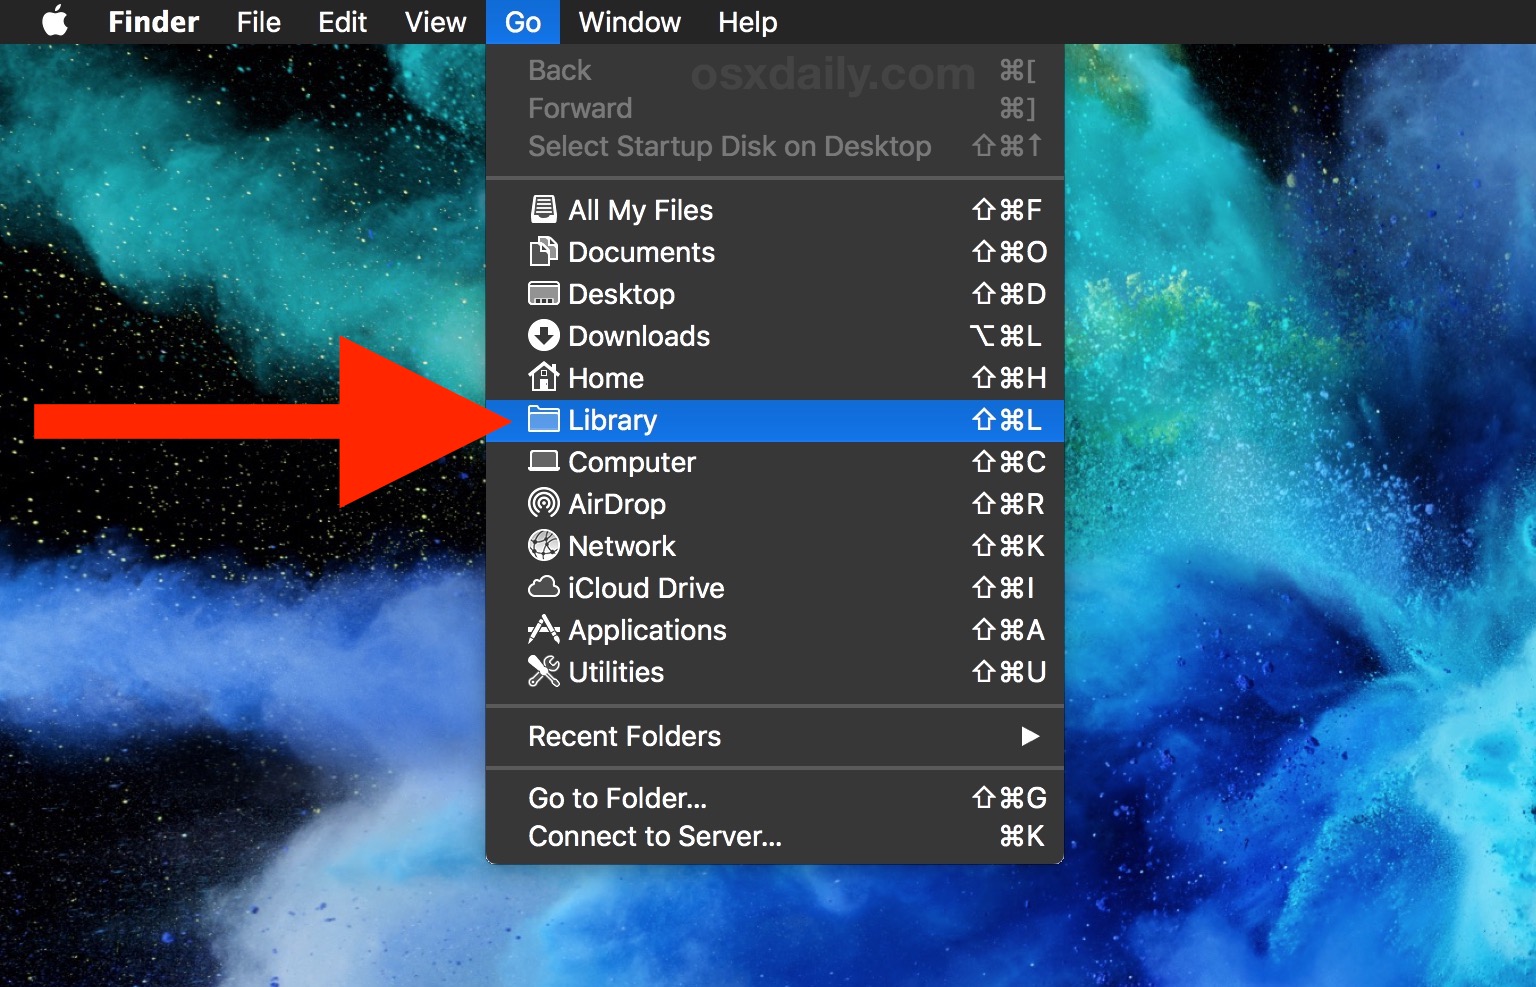 Finder File Edit View Go Window Help
osxdaily.com
Back ⌘[
Forward ⌘]
Select Startup Disk on Desktop ⇧⌘↑
All My Files ⇧⌘F
Documents ⇧⌘O
Desktop ⇧⌘D
Downloads ⌥⌘L
Home ⇧⌘H
Library ⇧⌘L
Computer ⇧⌘C
AirDrop ⇧⌘R
Network ⇧⌘K
iCloud Drive ⇧⌘I
Applications ⇧⌘A
Utilities ⇧⌘U
Recent Folders ▶
Go to Folder... ⇧⌘G
Connect to Server... ⌘K